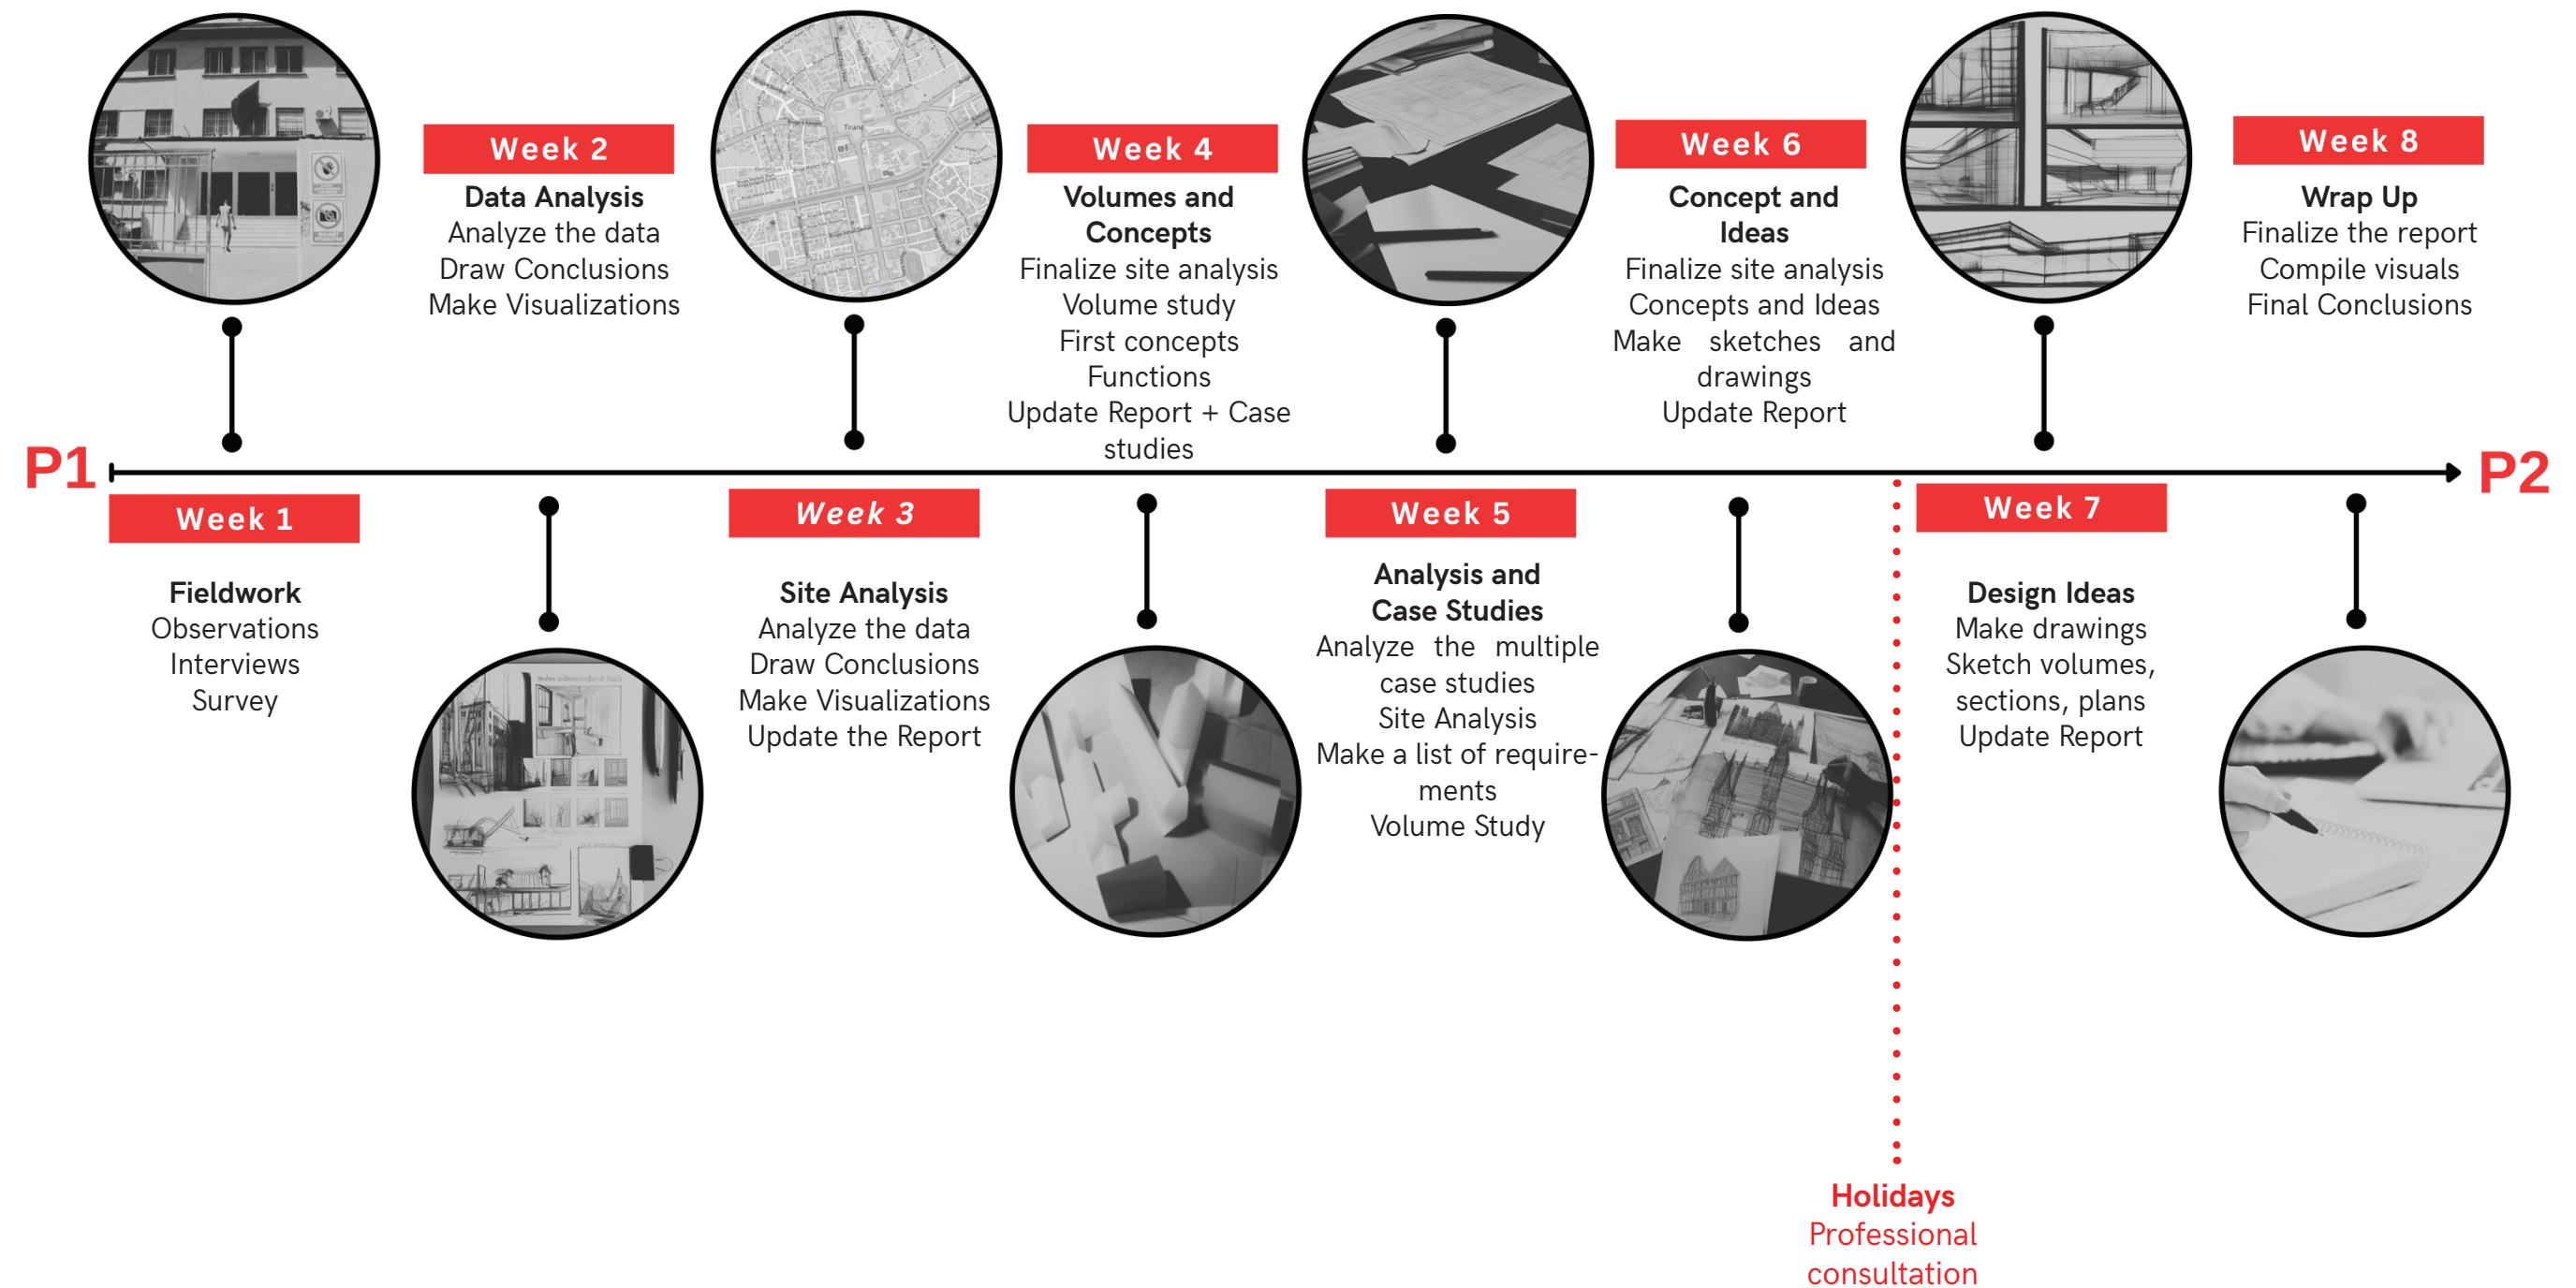 P1
Week 1
Fieldwork
Observations
Interviews
Survey
Week 2
Data Analysis
Analyze the data
Draw Conclusions
Make Visualizations
Tiranë
Week 3
Site Analysis
Analyze the data
Draw Conclusions
Make Visualizations
Update the Report
Week 4
Volumes and
Concepts
Finalize site analysis
Volume study
First concepts
Functions
Update Report + Case
studies
Week 5
Analysis and
Case Studies
Analyze the multiple
case studies
Site Analysis
Make a list of require-
ments
Volume Study
Week 6
Concept and
Ideas
Finalize site analysis
Concepts and Ideas
Make sketches and
drawings
Update Report
Holidays
Professional
consultation
Week 7
Design Ideas
Make drawings
Sketch volumes,
sections, plans
Update Report
Week 8
Wrap Up
Finalize the report
Compile visuals
Final Conclusions
P2